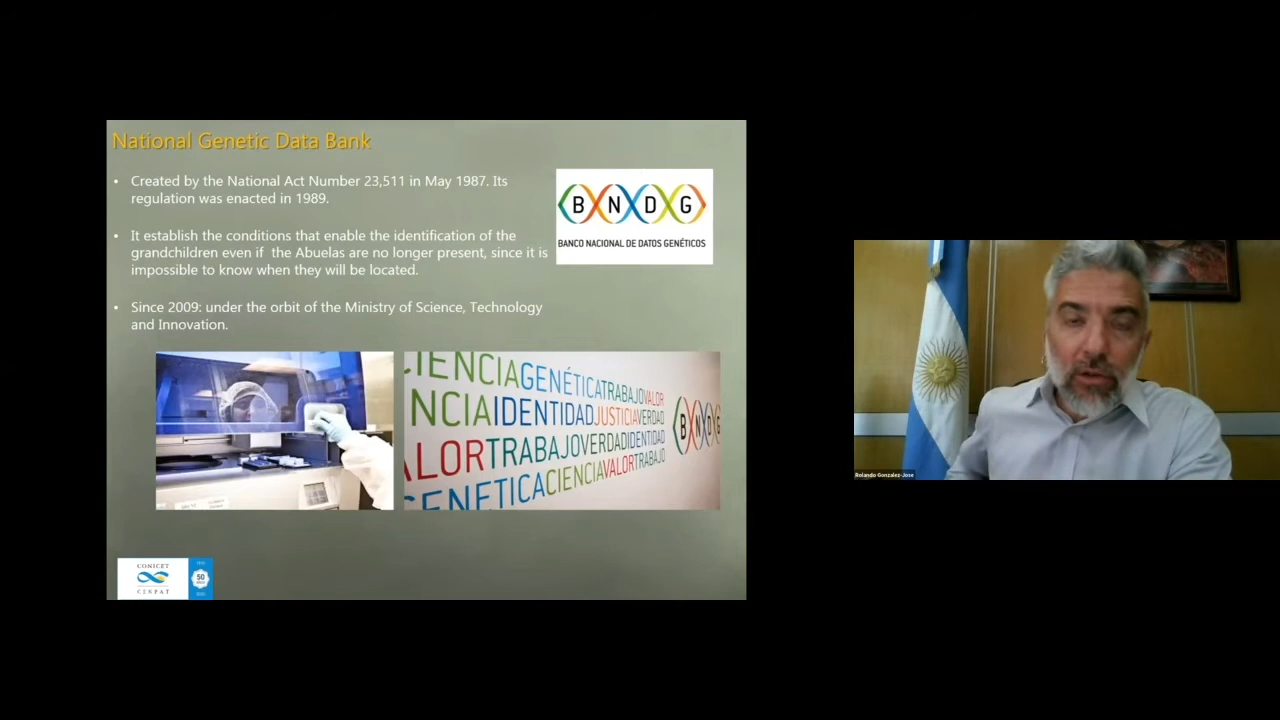 National Genetic Data Bank
• Created by the National Act Number 23,511 in May 1987. Its
regulation was enacted in 1989.
• It establish the conditions that enable the identification of the
grandchildren even if the Abuelas are no longer present, since it is
impossible to know when they will be located.
• Since 2009: under the orbit of the Ministry of Science, Technology
and Innovation.
B N D G
BANCO NACIONAL DE DATOS GENÉTICOS
CIENCIAGENÉTICATRABAJOVALOR
NCIAIDENTIDADJUSTICIAVERDAD
ALORTRABAJOVERDADIDENTIDAD
GENETICACIENCIAVALORTRABAJO
BNDG
CONICET
CENPAT
50
Rolando Gonzalez-Jose